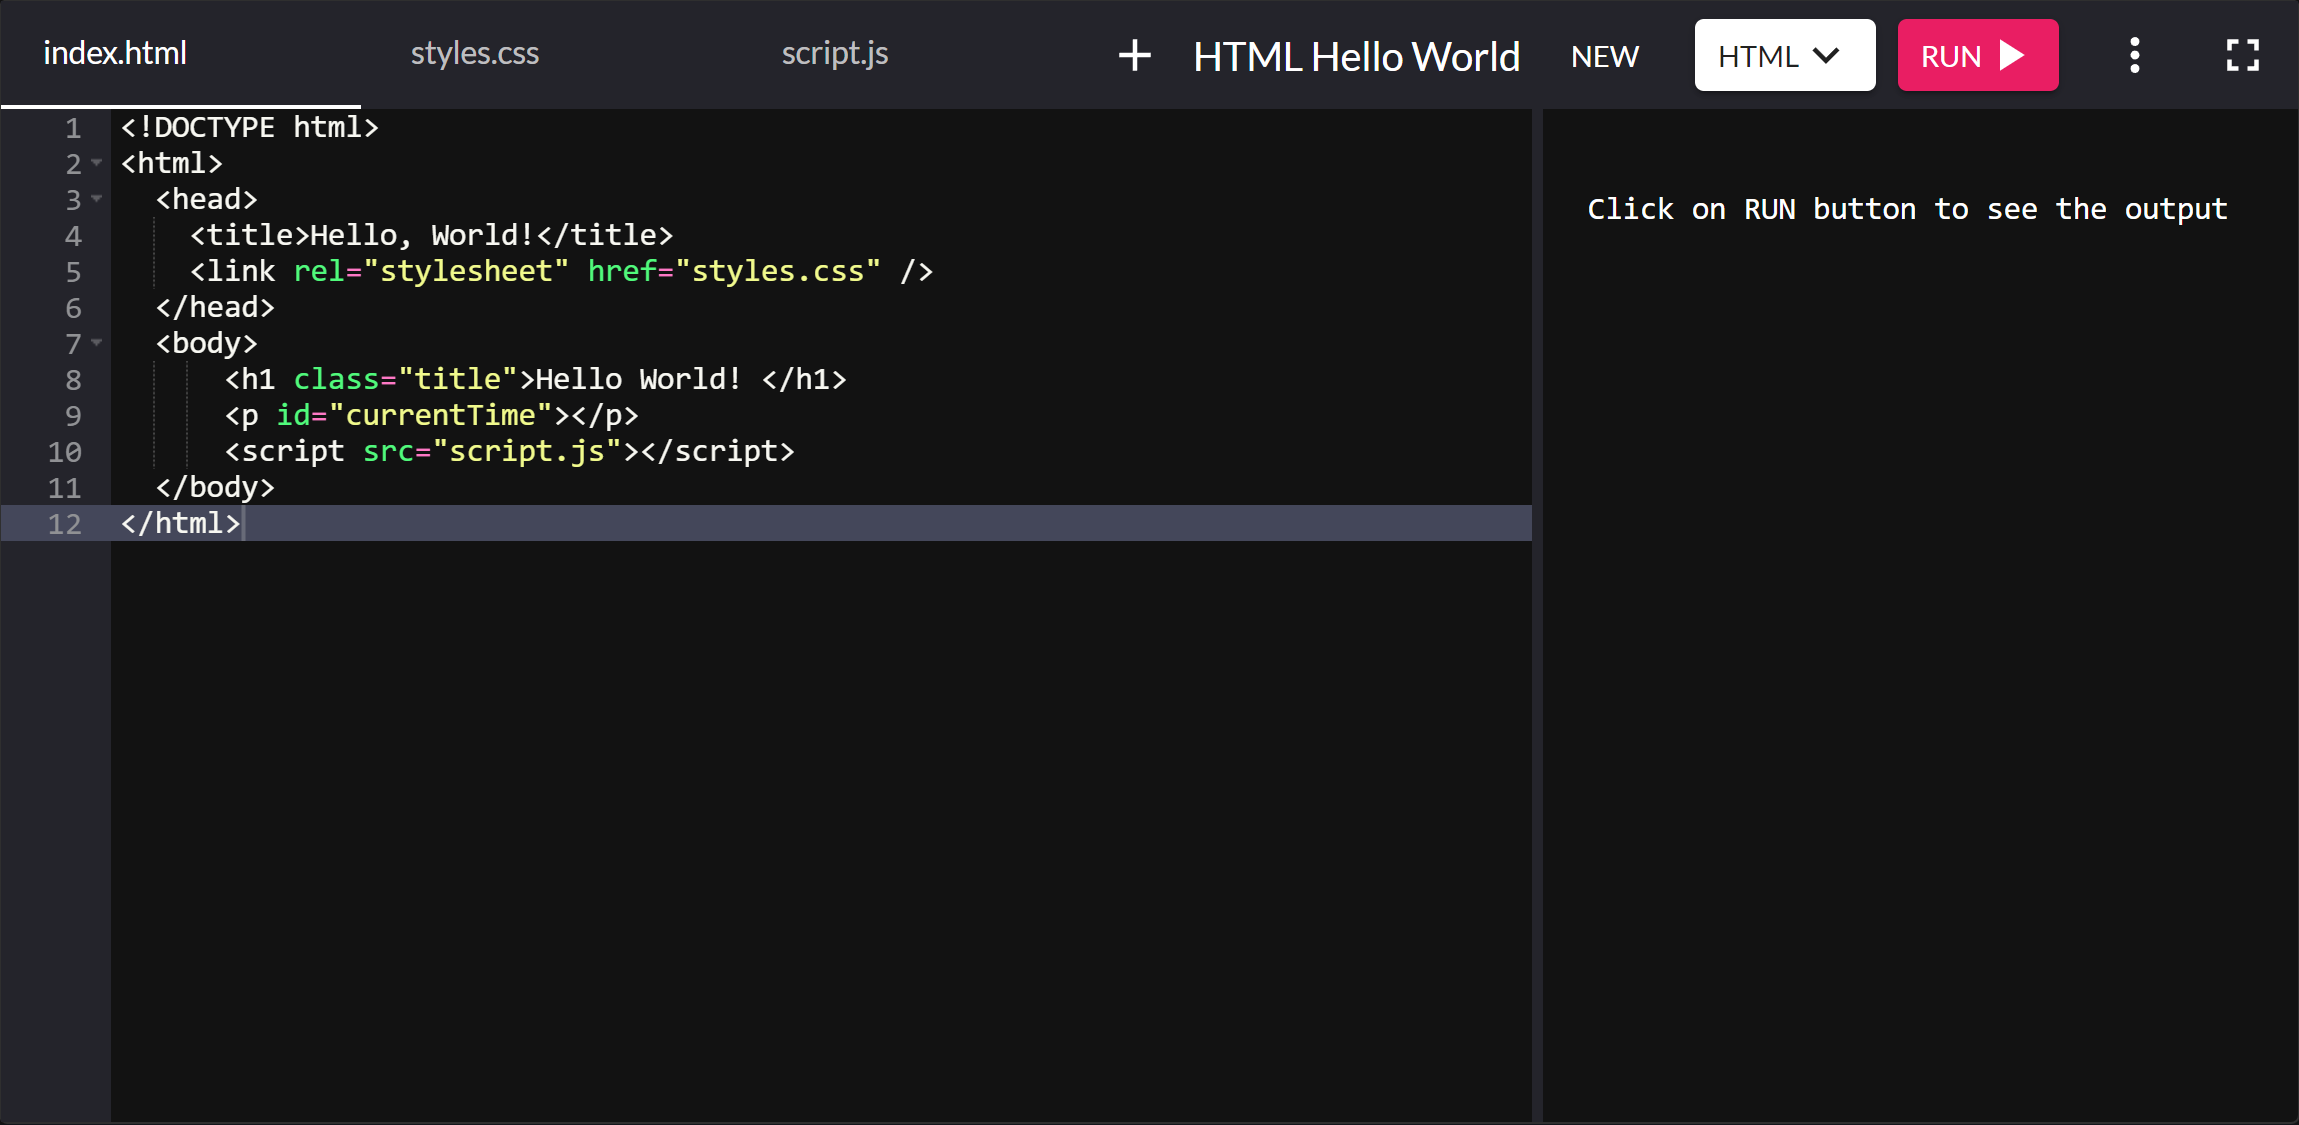 index.html styles.css script.js + HTML Hello World NEW HTML RUN
1 <!DOCTYPE html>
2 <html>
3   <head>
4     <title>Hello, World!</title>
5     <link rel="stylesheet" href="styles.css" />
6   </head>
7   <body>
8       <h1 class="title">Hello World! </h1>
9       <p id="currentTime"></p>
10       <script src="script.js"></script>
11   </body>
12 </html>
Click on RUN button to see the output